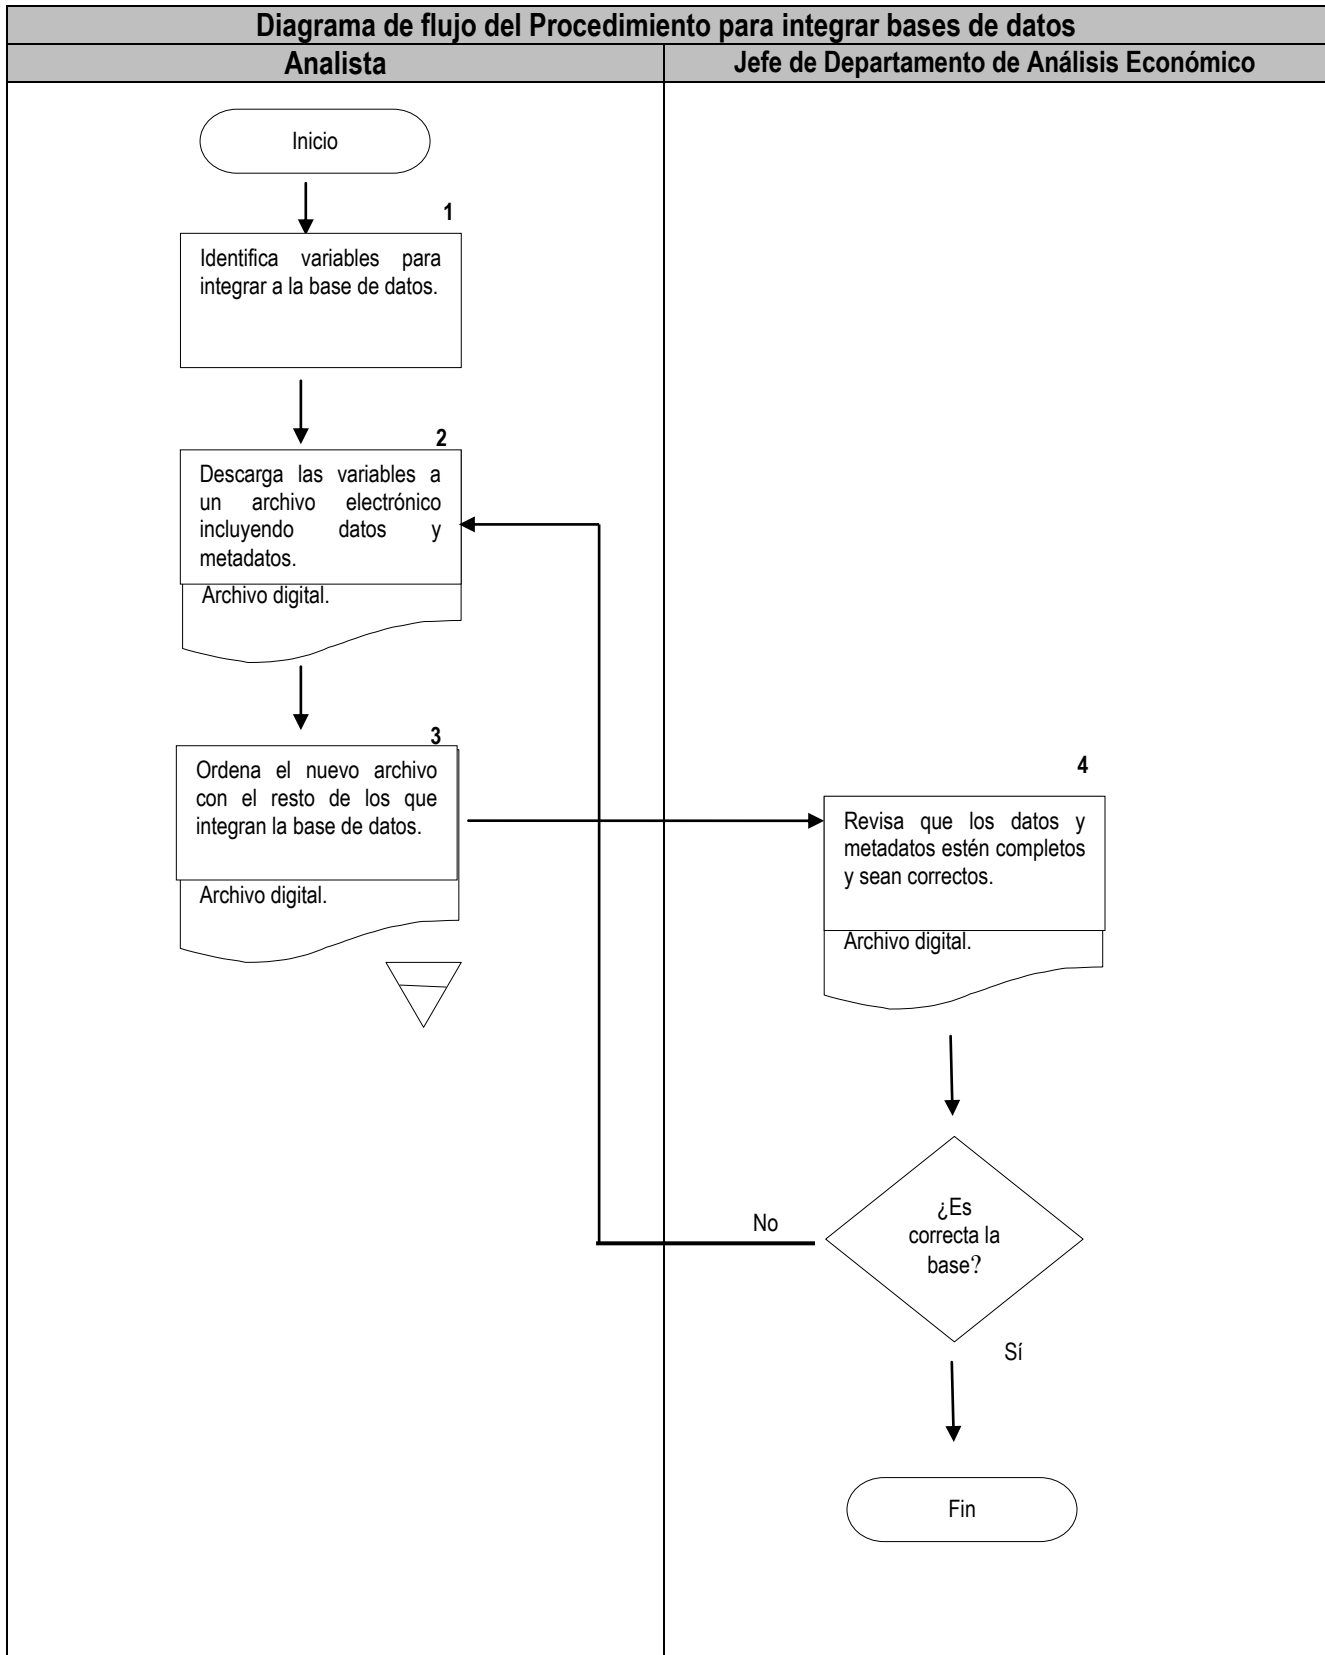 Diagrama de flujo del Procedimiento para integrar bases de datos
Analista
Jefe de Departamento de Análisis Económico
Inicio
1
Identifica variables para
integrar a la base de datos.
2
Descarga las variables a
un archivo electrónico
incluyendo datos y
metadatos.
Archivo digital.
3
Ordena el nuevo archivo
con el resto de los que
integran la base de datos.
Archivo digital.
4
Revisa que los datos y
metadatos estén completos
y sean correctos.
Archivo digital.
¿Es
correcta la
base?
No
Sí
Fin